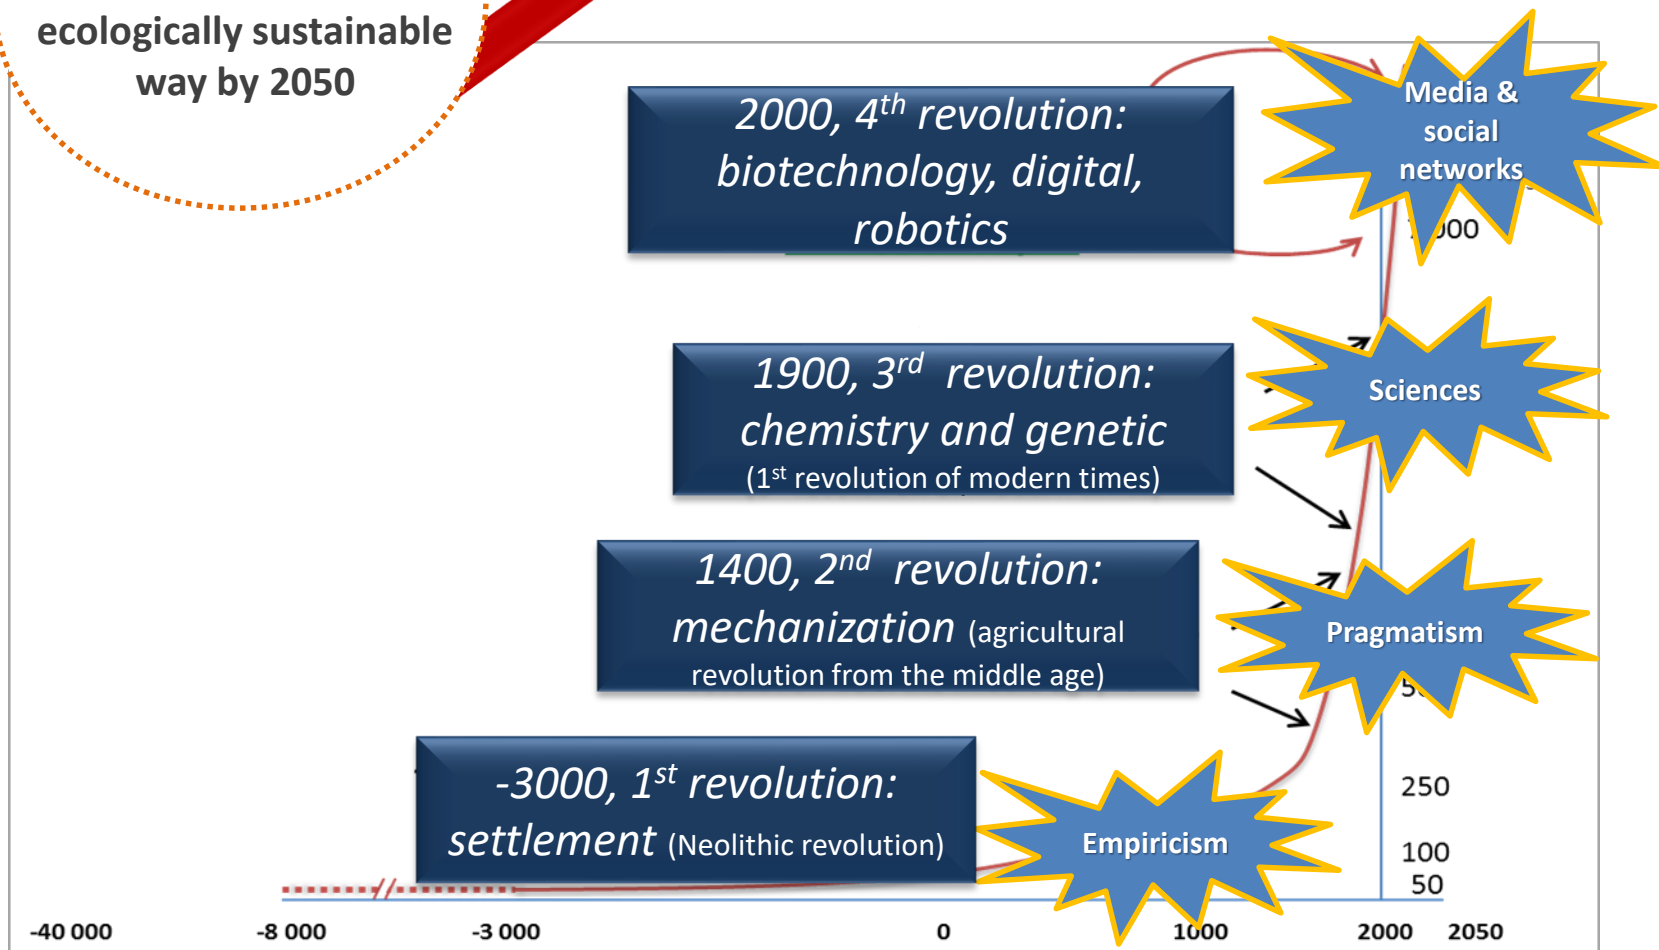 ecologically sustainable
way by 2050
2000, 4th revolution:
biotechnology, digital,
robotics
Media &
social
networks
1900, 3rd revolution:
chemistry and genetic
(1st revolution of modern times)
Sciences
1400, 2nd revolution:
mechanization (agricultural
revolution from the middle age)
Pragmatism
-3000, 1st revolution:
settlement (Neolithic revolution)
Empiricism
250
100
50
-40 000 -8 000 -3 000 0 1000 2000 2050